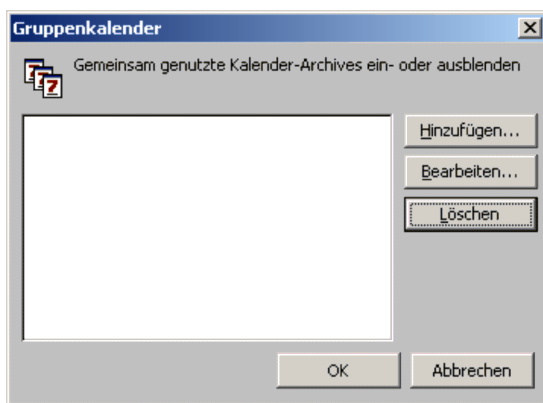 Gruppenkalender
Gemeinsam genutzte Kalender-Archives ein- oder ausblenden
Hinzufügen...
Bearbeiten...
Löschen
OK
Abbrechen